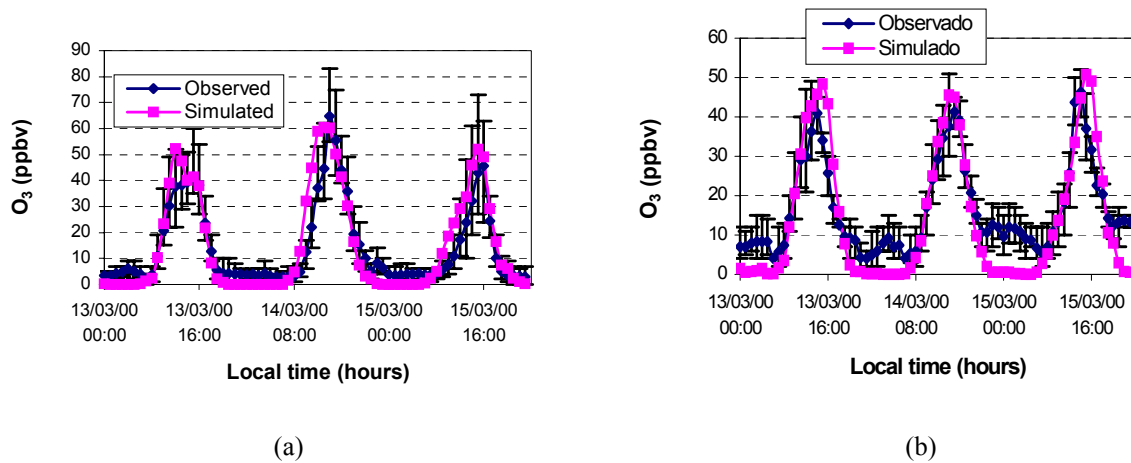 90
80
70
60
50
40
30
20
10
0
O3 (ppbv)
Observed
Simulated
13/03/00 13/03/00 14/03/00 15/03/00 15/03/00
00:00 16:00 08:00 00:00 16:00
Local time (hours)
(a)
60
50
40
30
20
10
0
O3 (ppbv)
Observado
Simulado
13/03/00 13/03/00 14/03/00 15/03/00 15/03/00
00:00 16:00 08:00 00:00 16:00
Local time (hours)
(b)